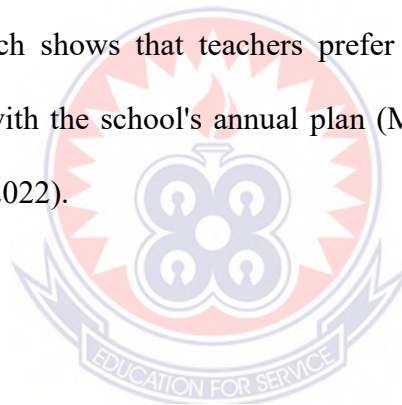 ch shows that teachers prefer
with the school's annual plan (M
2022).
EDUCATION FOR SERVICE